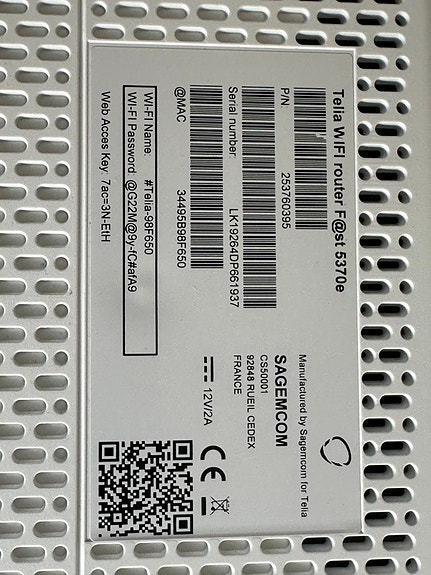 Telia WIFI router F@st 5370e
P/N: 253760395
Serial number: LK19264DP661937
@MAC 34495B98F650
WI-FI Name: #Telia-98F650
WI-FI Password @G22M@9y-fC#afA9
Web Acces Key: 7ac=3N-EtH
Manufactured by Sagemcom for Telia
SAGEMCOM
CS50001
92848 RUEIL CEDEX
FRANCE
12V/2A
CE